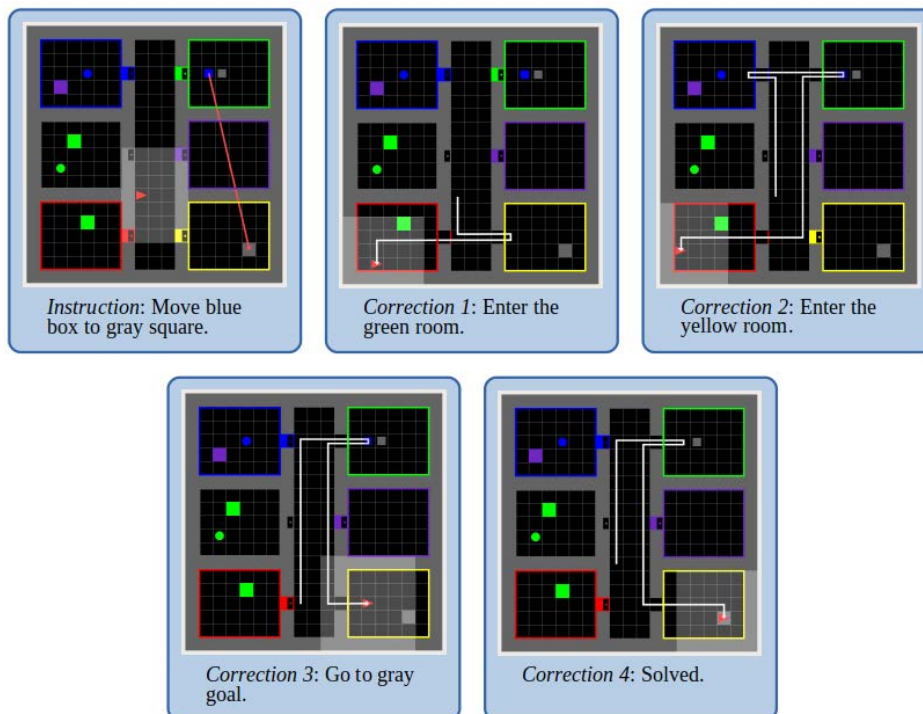 Instruction: Move blue
box to gray square.
Correction 1: Enter the
green room.
Correction 2: Enter the
yellow room.
Correction 3: Go to gray
goal.
Correction 4: Solved.